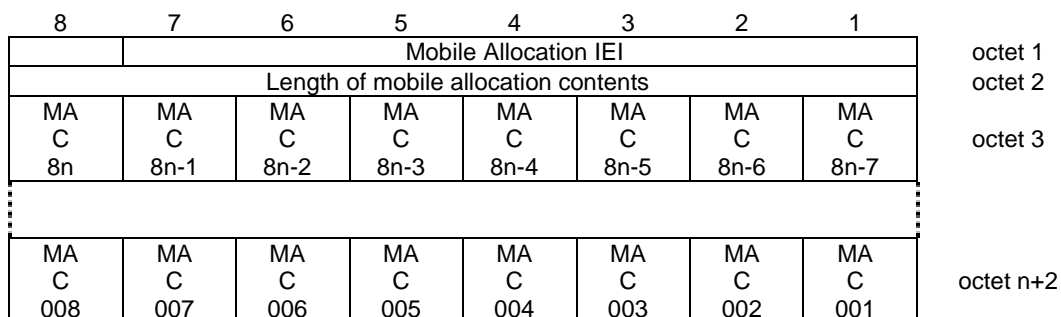 8 7 6 5 4 3 2 1
Mobile Allocation IEI octet 1
Length of mobile allocation contents octet 2
MA MA MA MA MA MA MA MA
C C C C C C C C octet 3
8n 8n-1 8n-2 8n-3 8n-4 8n-5 8n-6 8n-7
MA MA MA MA MA MA MA MA
C C C C C C C C octet n+2
008 007 006 005 004 003 002 001